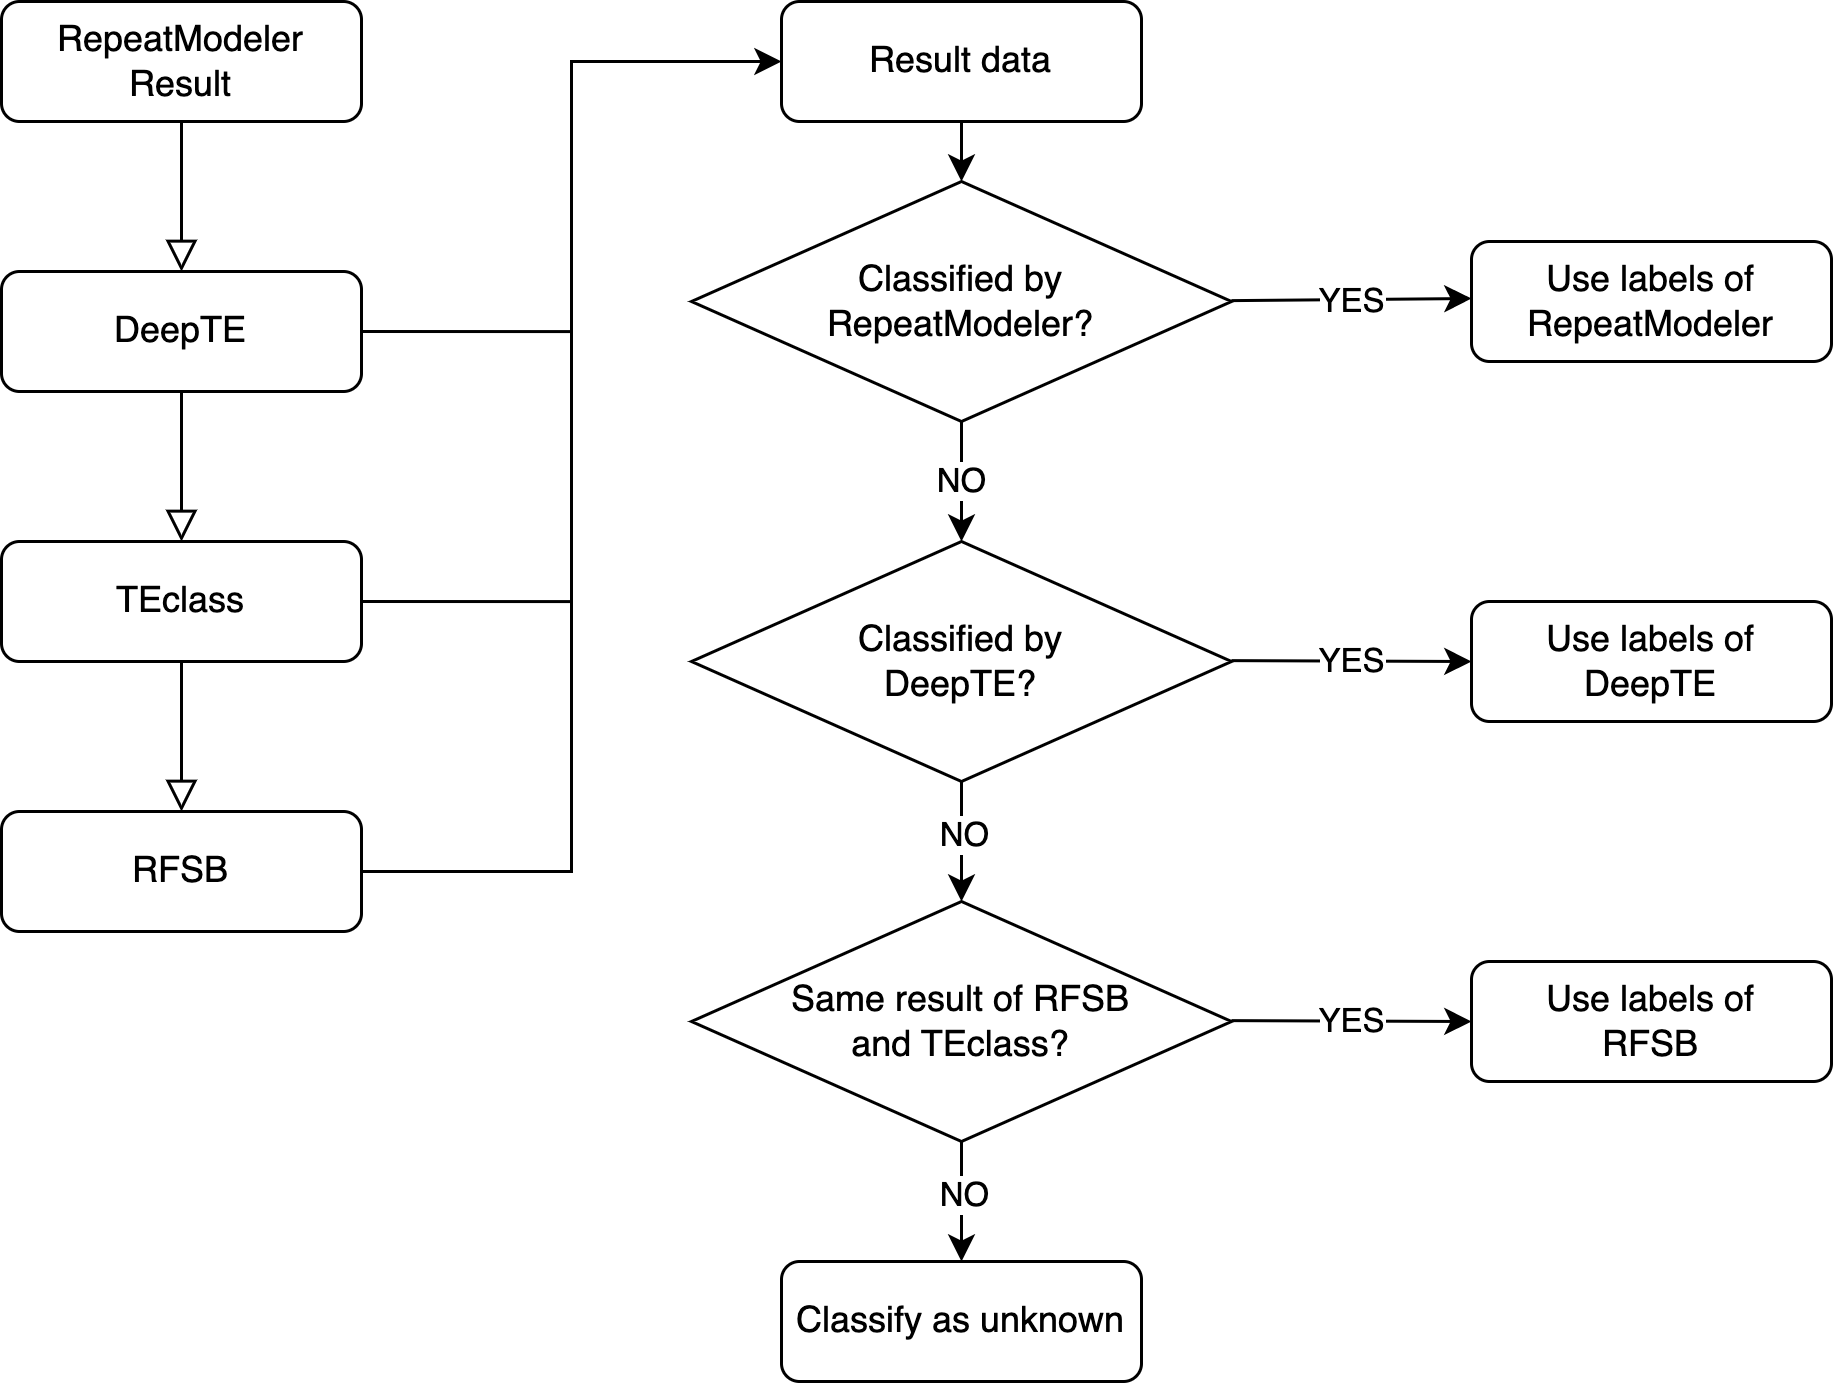 RepeatModeler
Result
DeepTE
TEclass
RFSB
Result data
Classified by
RepeatModeler?
YES
Use labels of
RepeatModeler
NO
Classified by
DeepTE?
YES
Use labels of
DeepTE
NO
Same result of RFSB
and TEclass?
YES
Use labels of
RFSB
NO
Classify as unknown